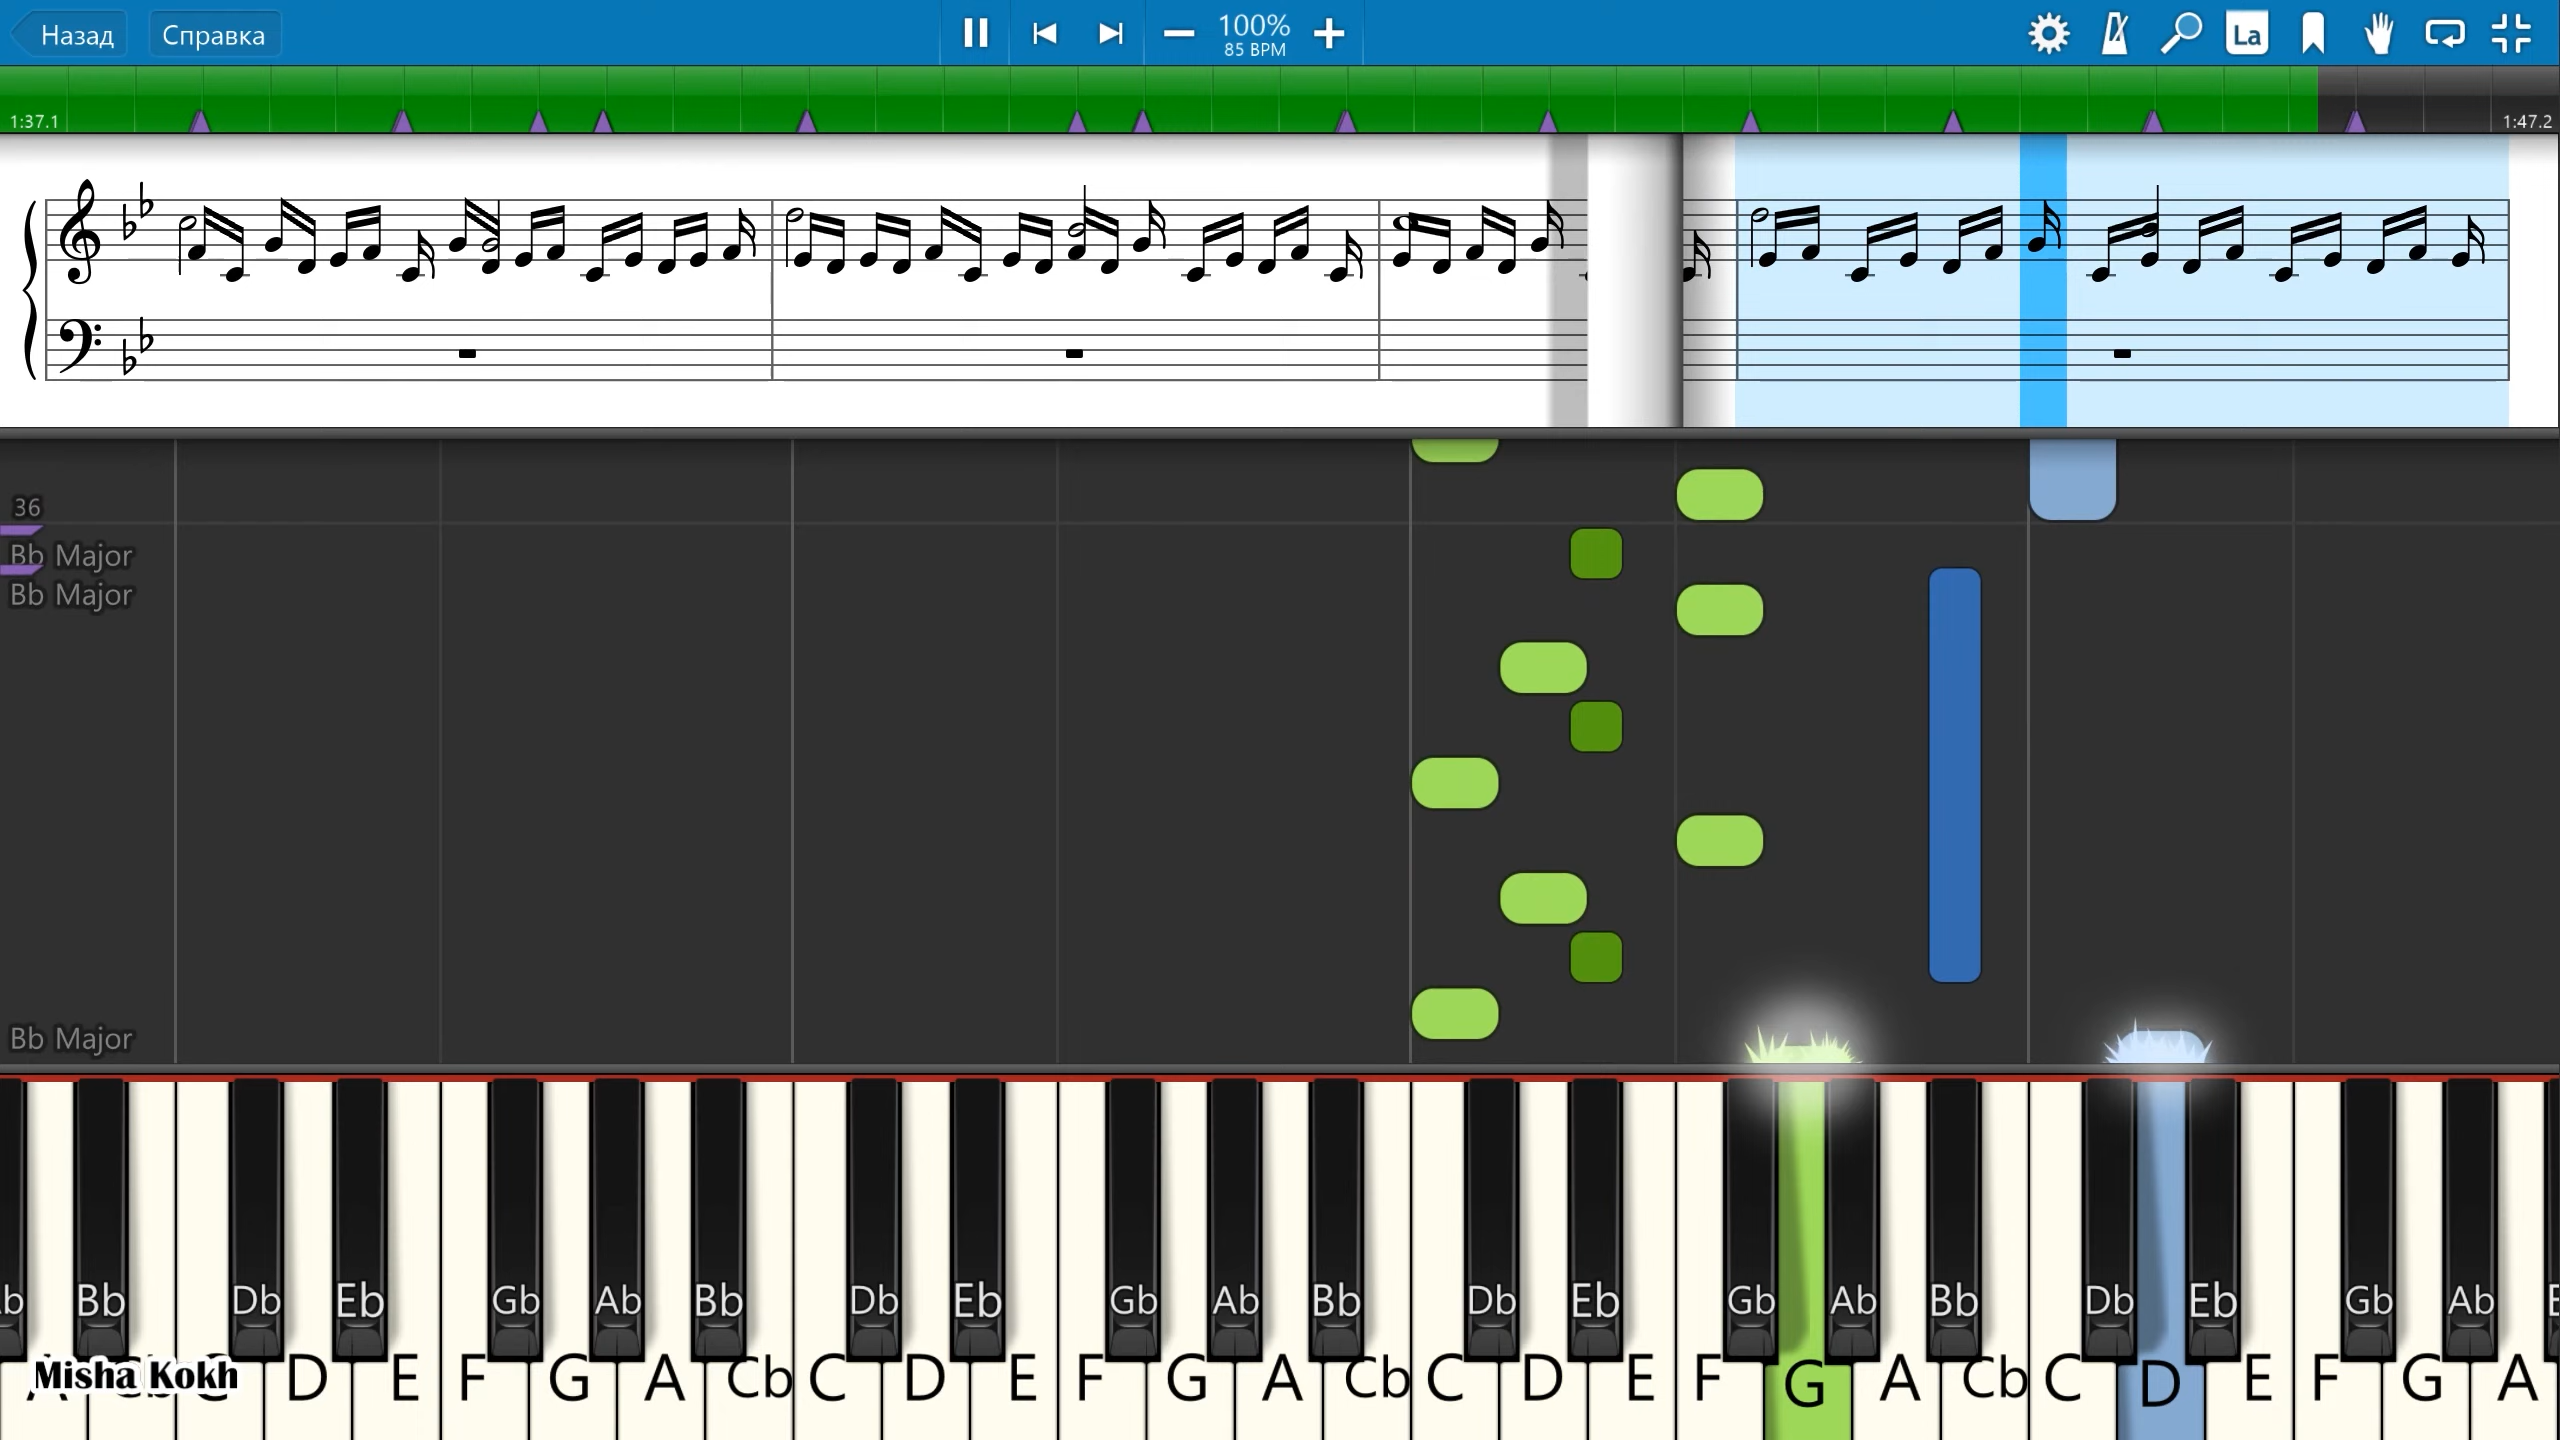 Назад
Справка
100%
85 BPM
La
1:37.1
1:47.2
36
Bb Major
Bb Major
Bb Major
Bb Db Eb Gb Ab Bb Db Eb Gb Ab Bb Db Eb Gb Ab Bb Db Eb Gb Ab
Misha Kokh
D E F G A Cb C D E F G A Cb C D E F G A Cb C D E F G A